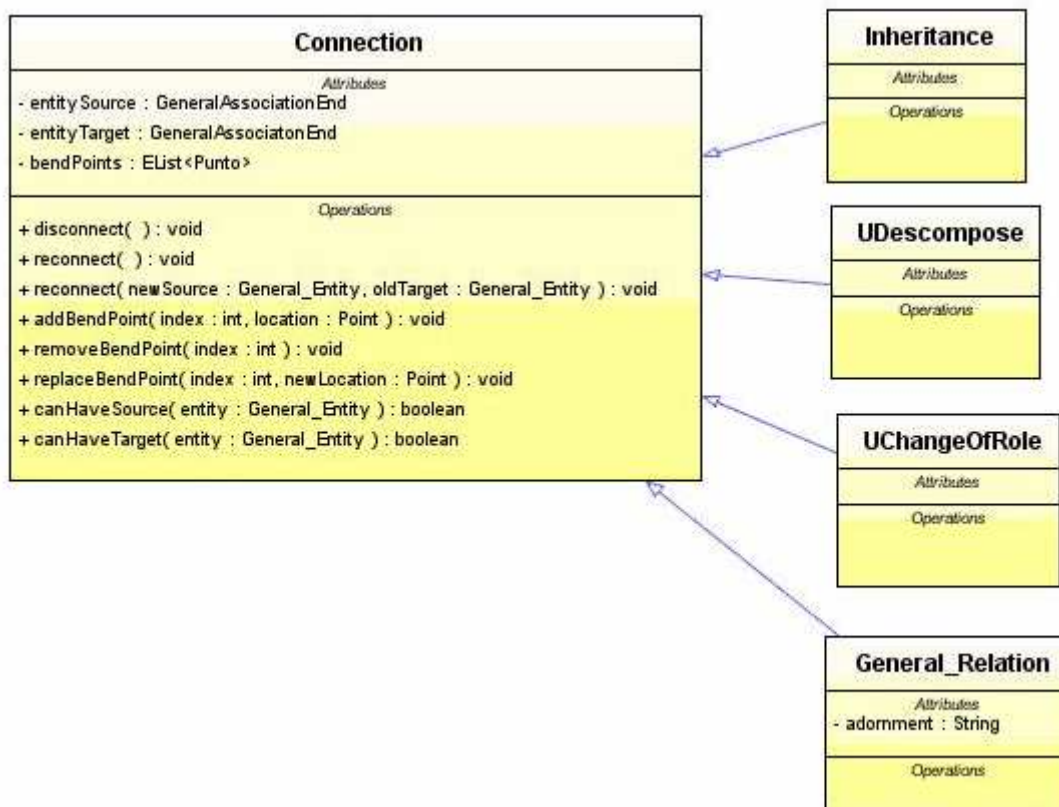 Connection
Attributes
- entitySource : GeneralAssociationEnd
- entityTarget : GeneralAssociatonEnd
- bendPoints : EList<Punto>
Operations
+ disconnect( ) : void
+ reconnect( ) : void
+ reconnect( newSource : General_Entity, oldTarget : General_Entity ) : void
+ addBendPoint( index : int, location : Point ) : void
+ removeBendPoint( index : int ) : void
+ replaceBendPoint( index : int, newLocation : Point ) : void
+ canHaveSource( entity : General_Entity ) : boolean
+ canHaveTarget( entity : General_Entity ) : boolean
Inheritance
Attributes
Operations
UDescompose
Attributes
Operations
UChangeOfRole
Attributes
Operations
General_Relation
Attributes
- adornment : String
Operations